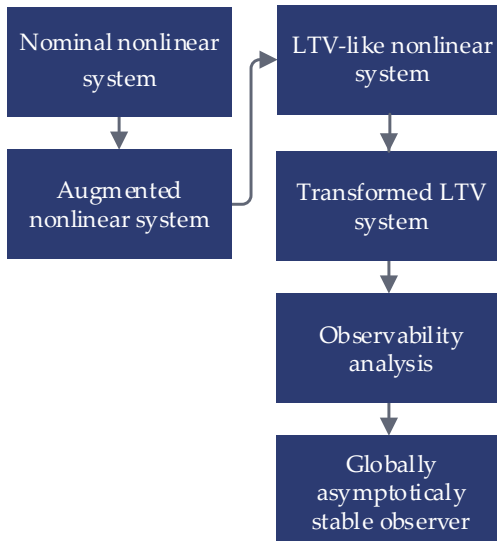 Nominal nonlinear
system
Augmented
nonlinear system
LTV-like nonlinear
system
Transformed LTV
system
Observability
analysis
Globally
asymptoticaly
stable observer